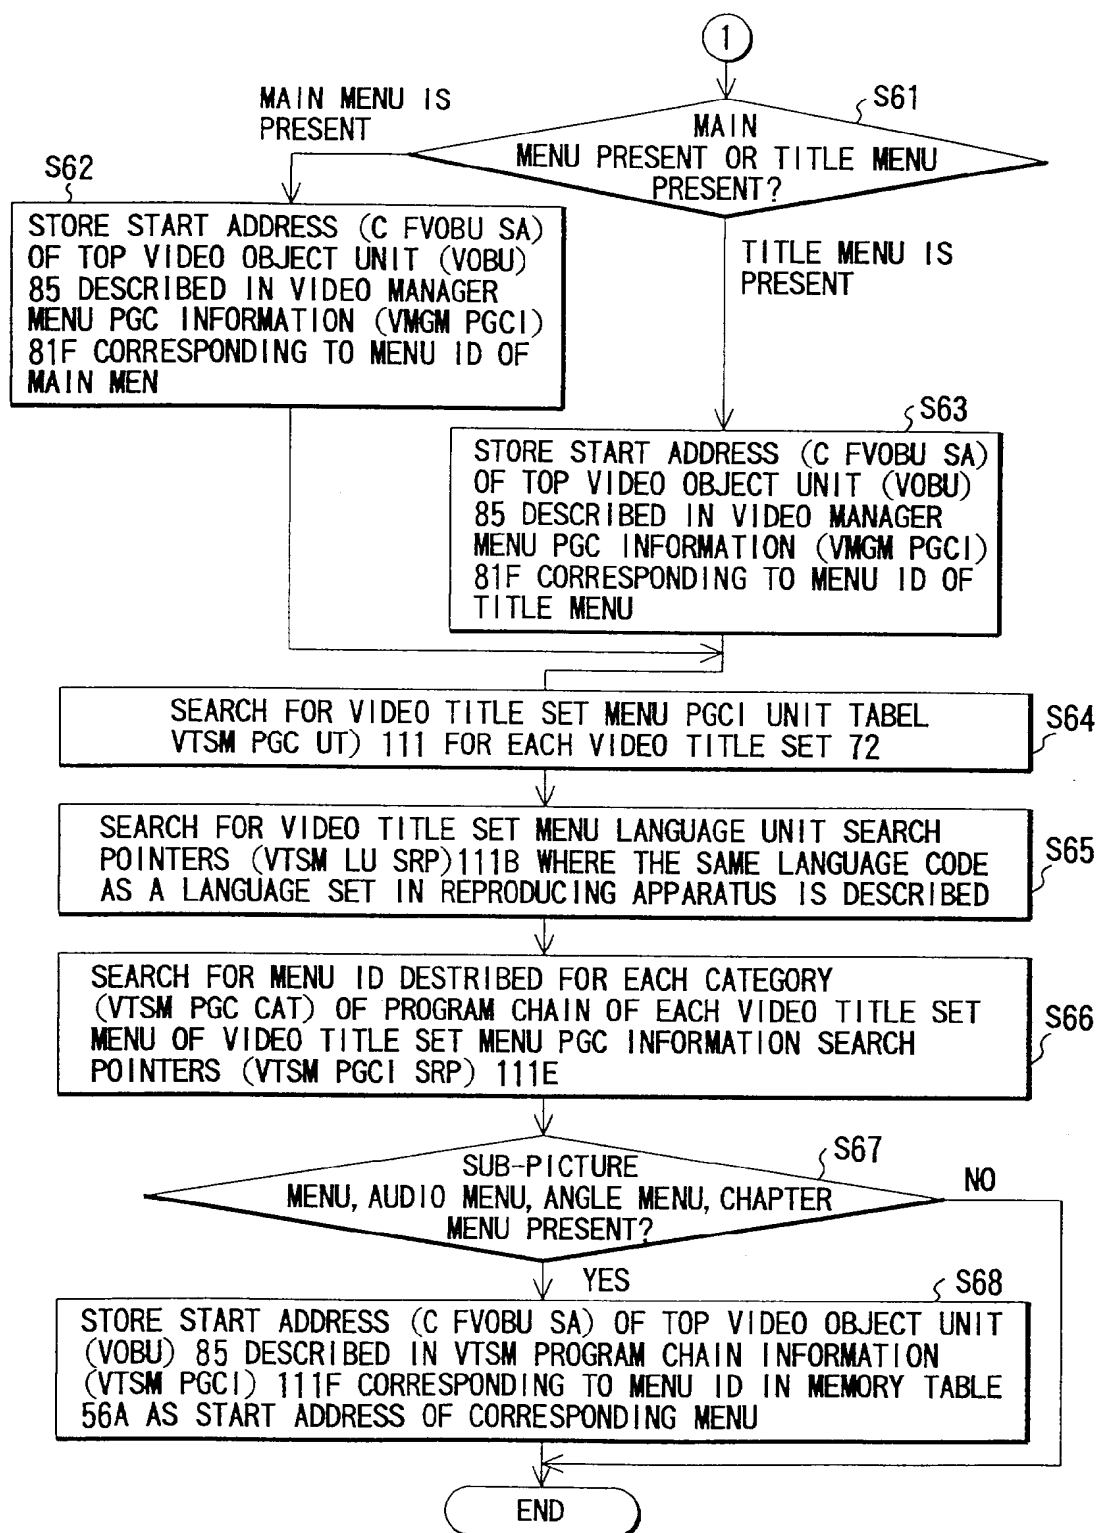 1
S61
MAIN MENU IS
PRESENT
MAIN
MENU PRESENT OR TITLE MENU
PRESENT?
S62
STORE START ADDRESS (C FVOBU SA)
OF TOP VIDEO OBJECT UNIT (VOBU)
85 DESCRIBED IN VIDEO MANAGER
MENU PGC INFORMATION (VMGM PGCI)
81F CORRESPONDING TO MENU ID OF
MAIN MEN
TITLE MENU IS
PRESENT
S63
STORE START ADDRESS (C FVOBU SA)
OF TOP VIDEO OBJECT UNIT (VOBU)
85 DESCRIBED IN VIDEO MANAGER
MENU PGC INFORMATION (VMGM PGCI)
81F CORRESPONDING TO MENU ID OF
TITLE MENU
SEARCH FOR VIDEO TITLE SET MENU PGCI UNIT TABEL
VTSM PGC UT) 111 FOR EACH VIDEO TITLE SET 72
S64
SEARCH FOR VIDEO TITLE SET MENU LANGUAGE UNIT SEARCH
POINTERS (VTSM LU SRP)111B WHERE THE SAME LANGUAGE CODE
AS A LANGUAGE SET IN REPRODUCING APPARATUS IS DESCRIBED
S65
SEARCH FOR MENU ID DESTRIBED FOR EACH CATEGORY
(VTSM PGC CAT) OF PROGRAM CHAIN OF EACH VIDEO TITLE SET
MENU OF VIDEO TITLE SET MENU PGC INFORMATION SEARCH
POINTERS (VTSM PGCI SRP) 111E
S66
S67
SUB-PICTURE
MENU, AUDIO MENU, ANGLE MENU, CHAPTER
MENU PRESENT?
NO
YES
S68
STORE START ADDRESS (C FVOBU SA) OF TOP VIDEO OBJECT UNIT
(VOBU) 85 DESCRIBED IN VTSM PROGRAM CHAIN INFORMATION
(VTSM PGCI) 111F CORRESPONDING TO MENU ID IN MEMORY TABLE
56A AS START ADDRESS OF CORRESPONDING MENU
END